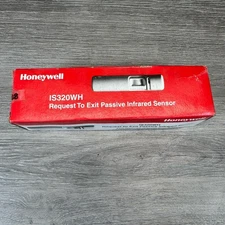 Honeywell
IS320WH
Request To Exit Passive Infrared Sensor